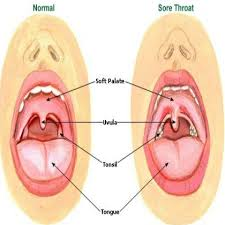 Normal
Sore Throat
Soft Palate
Uvula
Tonsil
Tongue